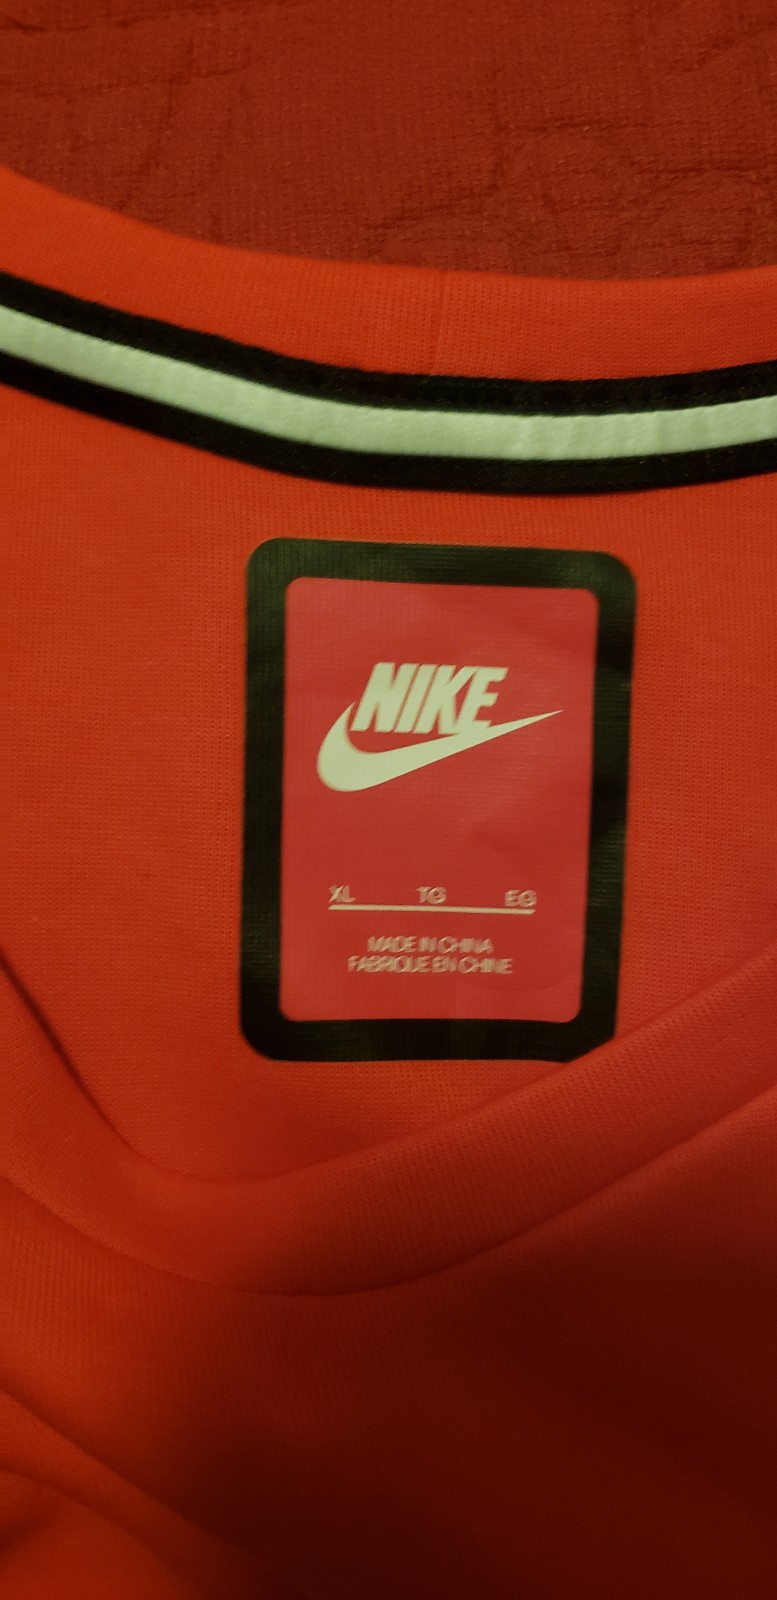 NIKE
XL TG EG
MADE IN CHINA
FABRIQUE EN CHINE